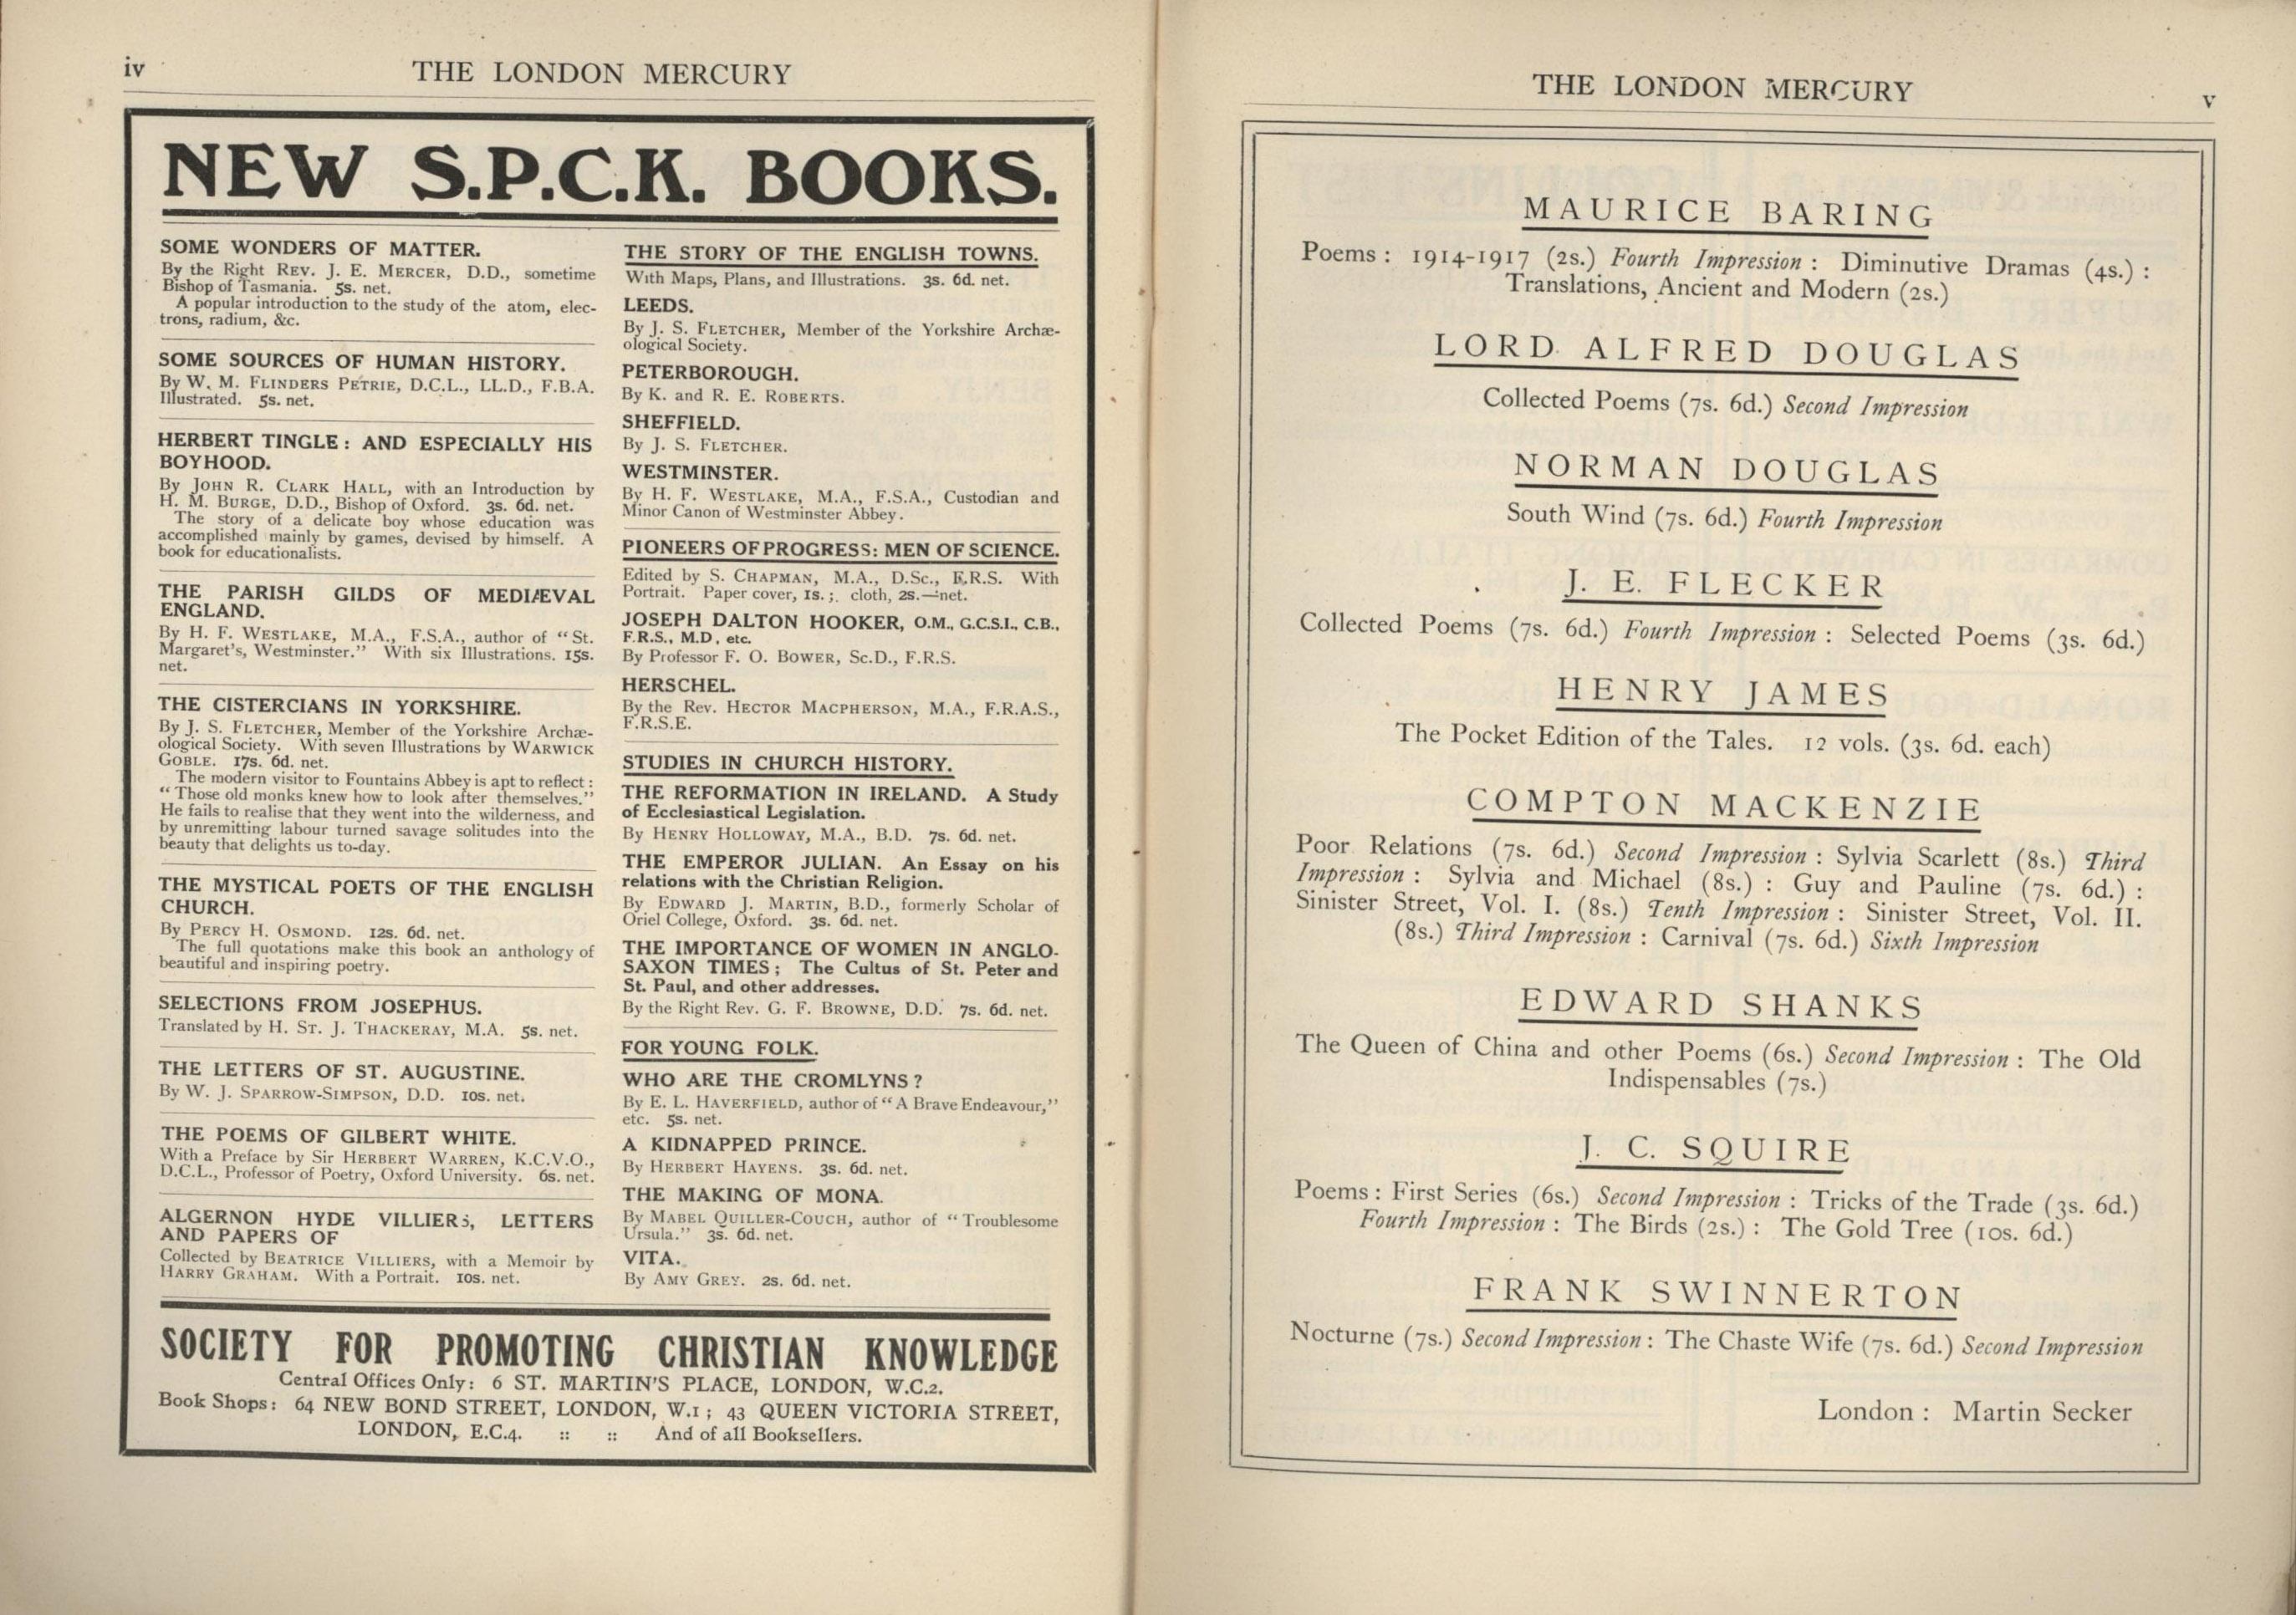 iv
THE LONDON MERCURY
NEW S.P.C.K. BOOKS.
SOME WONDERS OF MATTER.
By the Right REV. J. E. MERCER, D.D., sometime
Bishop of Tasmania. 5s. net.
A popular introduction to the study of the atom, elec-
trons, radium, &c.
SOME SOURCES OF HUMAN HISTORY.
By W. M. FLINDERS PETRIE, D.C.L., LL.D., F.B.A.
Illustrated. 5s. net.
HERBERT TINGLE: AND ESPECIALLY HIS
BOYHOOD.
By JOHN R. CLARK HALL, with an Introduction by
H. M. BURGE, D.D., Bishop of Oxford. 3s. 6d. net.
The story of a delicate boy whose education was
accomplished mainly by games, devised by himself. A
book for educationalists.
THE PARISH GILDS OF MEDIÆVAL
ENGLAND.
By H. F. WESTLAKE, M.A., F.S.A., author of “St.
Margaret's, Westminster.” With six Illustrations. 15s.
net.
THE CISTERCIANS IN YORKSHIRE.
By J. S. FLETCHER, Member of the Yorkshire Archæ-
ological Society. With seven Illustrations by WARWICK
GOBLE. 17s. 6d. net.
The modern visitor to Fountains Abbey is apt to reflect:
“Those old monks knew how to look after themselves.”
He fails to realise that they went into the wilderness, and
by unremitting labour turned savage solitudes into the
beauty that delights us to-day.
THE MYSTICAL POETS OF THE ENGLISH
CHURCH.
By PERCY H. OSMOND. 12s. 6d. net.
The full quotations make this book an anthology of
beautiful and inspiring poetry.
SELECTIONS FROM JOSEPHUS.
Translated by H. ST. J. THACKERAY, M.A. 5s. net.
THE LETTERS OF ST. AUGUSTINE.
By W. J. SPARROW-SIMPSON, D.D. 10s. net.
THE POEMS OF GILBERT WHITE.
With a Preface by Sir HERBERT WARREN, K.C.V.O.,
D.C.L., Professor of Poetry, Oxford University. 6s. net.
ALGERNON HYDE VILLIERS, LETTERS
AND PAPERS OF
Collected by BEATRICE VILLIERS, with a Memoir by
HARRY GRAHAM. With a Portrait. 10s. net.
THE STORY OF THE ENGLISH TOWNS.
With Maps, Plans, and Illustrations. 3s. 6d. net.
LEEDS.
By J. S. FLETCHER, Member of the Yorkshire Archæ-
ological Society.
PETERBOROUGH.
By K. and R. E. ROBERTS.
SHEFFIELD.
By J. S. FLETCHER.
WESTMINSTER.
By H. F. WESTLAKE, M.A., F.S.A., Custodian and
Minor Canon of Westminster Abbey.
PIONEERS OF PROGRESS: MEN OF SCIENCE.
Edited by S. CHAPMAN, M.A., D.Sc., F.R.S. With
Portrait. Paper cover, 1s.; cloth, 2s.—net.
JOSEPH DALTON HOOKER, O.M., G.C.S.I., C.B.,
F.R.S., M.D. etc.
By Professor F. O. BOWER, Sc.D., F.R.S.
HERSCHEL.
By the Rev. HECTOR MACPHERSON, M.A., F.R.A.S.,
F.R.S.E.
STUDIES IN CHURCH HISTORY.
THE REFORMATION IN IRELAND. A Study
of Ecclesiastical Legislation.
By HENRY HOLLOWAY, M.A., B.D. 7s. 6d. net.
THE EMPEROR JULIAN. An Essay on his
relations with the Christian Religion.
By EDWARD J. MARTIN, B.D., formerly Scholar of
Oriel College, Oxford. 3s. 6d. net.
THE IMPORTANCE OF WOMEN IN ANGLO-
SAXON TIMES; The Cultus of St. Peter and
St. Paul, and other addresses.
By the Right Rev. G. F. BROWNE, D.D. 7s. 6d. net.
FOR YOUNG FOLK.
WHO ARE THE CROMLYNS?
By E. L. HAVERFIELD, author of “A Brave Endeavour,”
etc. 5s. net.
A KIDNAPPED PRINCE.
By HERBERT HAYENS. 3s. 6d. net.
THE MAKING OF MONA.
By MABEL QUILLER-COUCH, author of “Troublesome
Ursula.” 3s. 6d. net.
VITA.
By AMY GREY. 2s. 6d. net.
SOCIETY FOR PROMOTING CHRISTIAN KNOWLEDGE
Central Offices Only: 6 ST. MARTIN'S PLACE, LONDON, W.C.2.
Book Shops: 64 NEW BOND STREET, LONDON, W.1; 43 QUEEN VICTORIA STREET,
LONDON, E.C.4. :: :: And of all Booksellers.
THE LONDON MERCURY
v
MAURICE BARING
Poems: 1914-1917 (2s.) Fourth Impression: Diminutive Dramas (4s.):
Translations, Ancient and Modern (2s.)
LORD ALFRED DOUGLAS
Collected Poems (7s. 6d.) Second Impression
NORMAN DOUGLAS
South Wind (7s. 6d.) Fourth Impression
J. E. FLECKER
Collected Poems (7s. 6d.) Fourth Impression: Selected Poems (3s. 6d.)
HENRY JAMES
The Pocket Edition of the Tales. 12 vols. (3s. 6d. each)
COMPTON MACKENZIE
Poor Relations (7s. 6d.) Second Impression: Sylvia Scarlett (8s.) Third
Impression: Sylvia and Michael (8s.): Guy and Pauline (7s. 6d.):
Sinister Street, Vol. I. (8s.) Tenth Impression: Sinister Street, Vol. II.
(8s.) Third Impression: Carnival (7s. 6d.) Sixth Impression
EDWARD SHANKS
The Queen of China and other Poems (6s.) Second Impression: The Old
Indispensables (7s.)
J. C. SQUIRE
Poems: First Series (6s.) Second Impression: Tricks of the Trade (3s. 6d.)
Fourth Impression: The Birds (2s.): The Gold Tree (10s. 6d.)
FRANK SWINNERTON
Nocturne (7s.) Second Impression: The Chaste Wife (7s. 6d.) Second Impression
London: Martin Secker